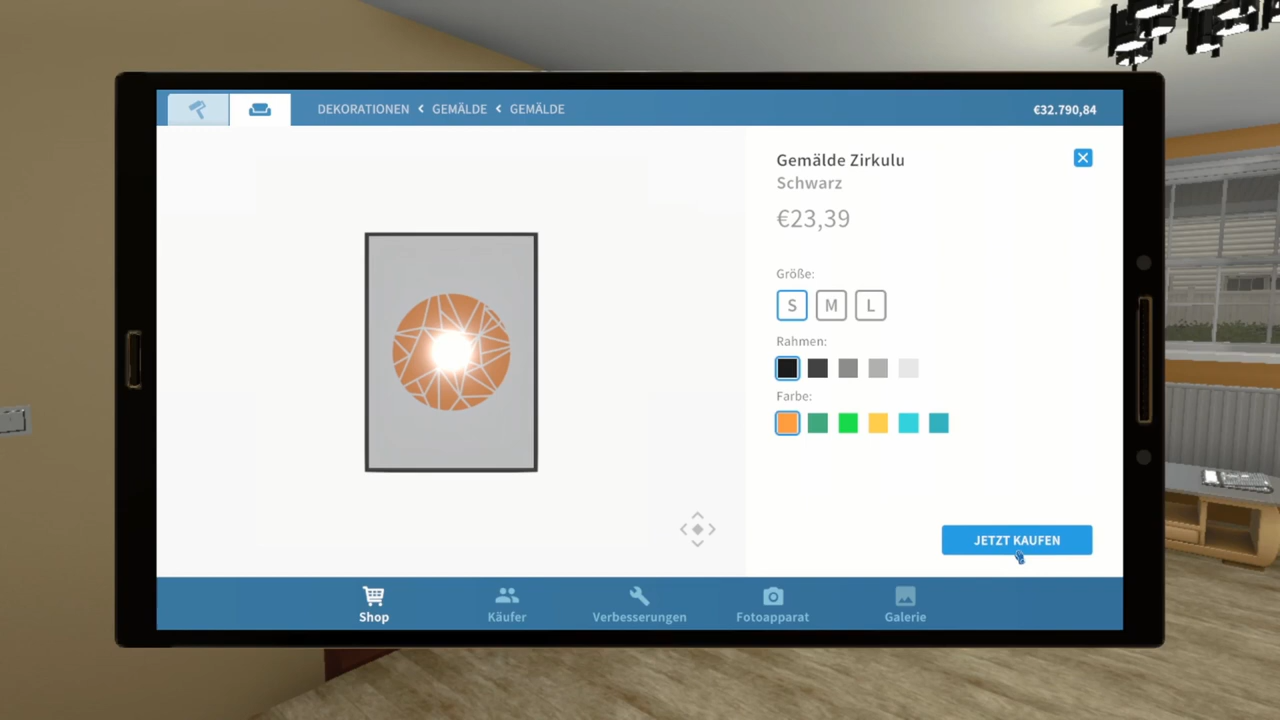 DEKORATIONEN < GEMÄLDE < GEMÄLDE
€32.790,84
Gemälde Zirkulu
Schwarz
€23,39
Größe:
S M L
Rahmen:
Farbe:
JETZT KAUFEN
Shop
Käufer
Verbesserungen
Fotoapparat
Galerie